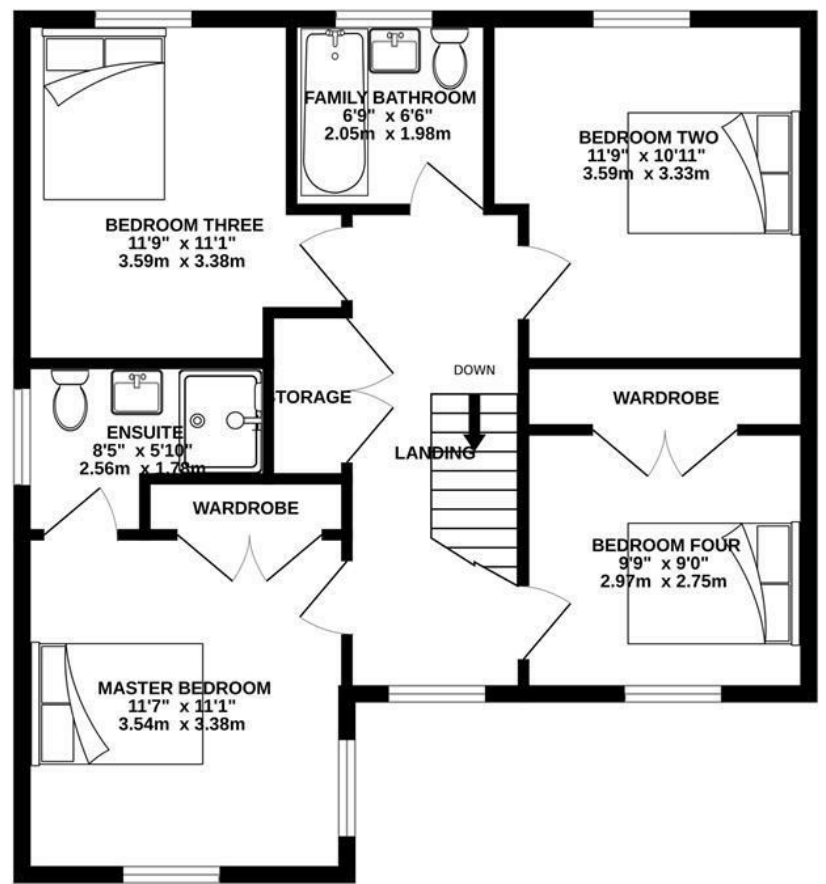 FAMILY BATHROOM
6'9" x 6'6"
2.05m x 1.98m
BEDROOM TWO
11'9" x 10'11"
3.59m x 3.33m
BEDROOM THREE
11'9" x 11'1"
3.59m x 3.38m
DOWN
STORAGE
WARDROBE
ENSUITE
8'5" x 5'10"
2.56m x 1.78m
LANDING
WARDROBE
BEDROOM FOUR
9'9" x 9'0"
2.97m x 2.75m
MASTER BEDROOM
11'7" x 11'1"
3.54m x 3.38m